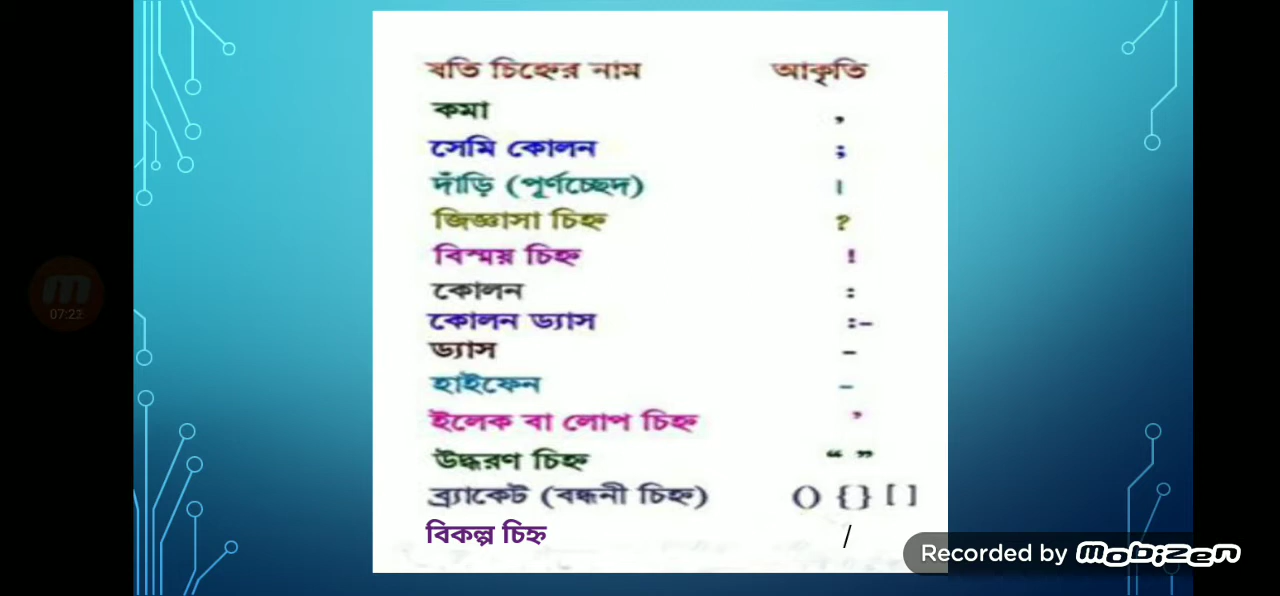 যতি চিহ্নের নাম আকৃতি
কমা ,
সেমি কোলন ;
দাঁড়ি (পূর্ণচ্ছেদ) ।
জিজ্ঞাসা চিহ্ন ?
বিস্ময় চিহ্ন !
কোলন :
কোলন ড্যাস :-
ড্যাস –
হাইফেন -
ইলেক বা লোপ চিহ্ন ’
উদ্ধরণ চিহ্ন “ ”
ব্র্যাকেট (বন্ধনী চিহ্ন) () {} []
বিকল্প চিহ্ন /
07:23
Recorded by mobizen